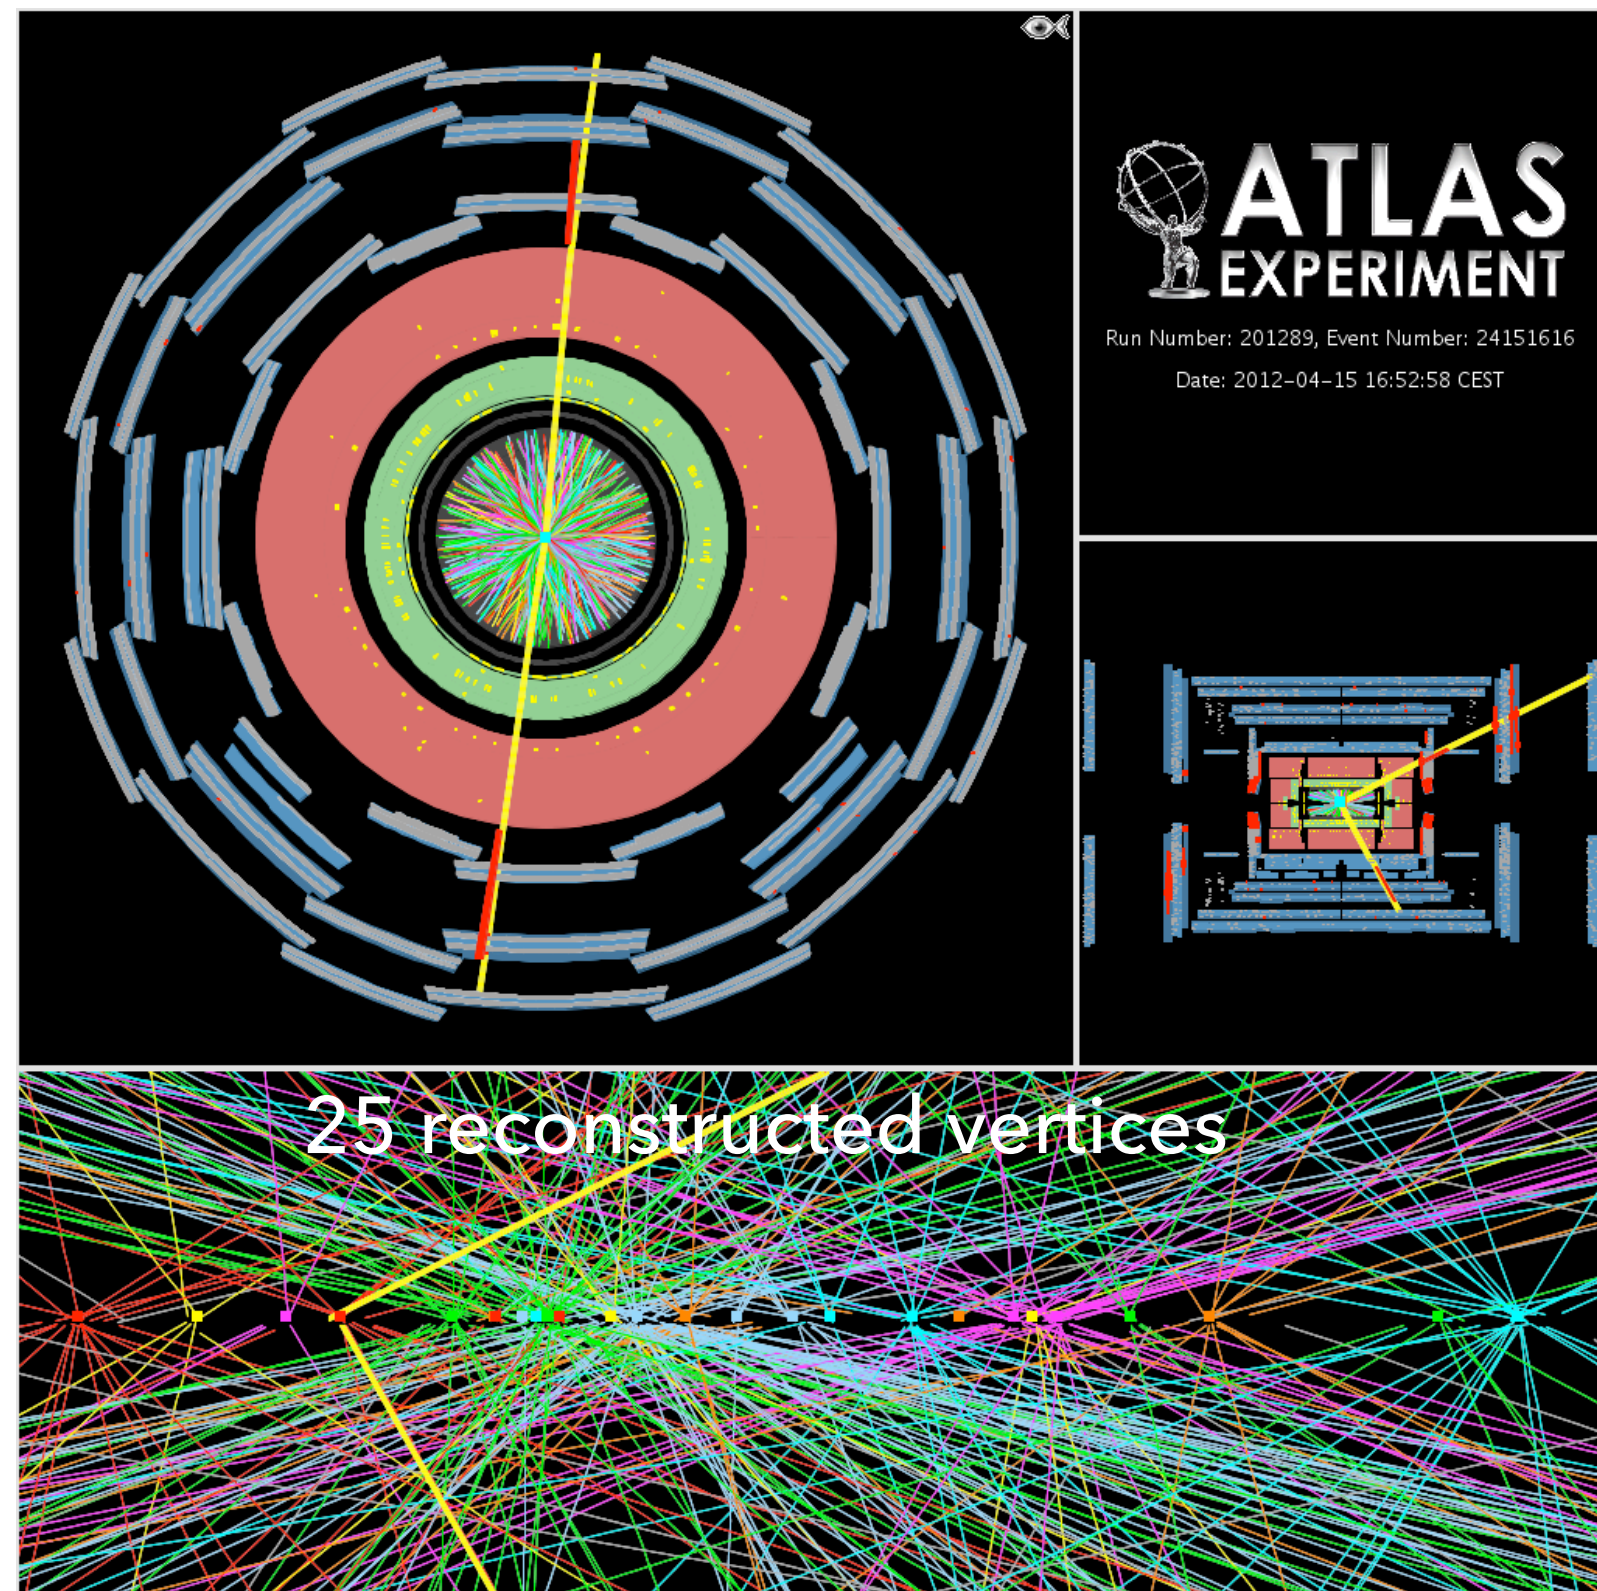 ATLAS
EXPERIMENT
Run Number: 201289, Event Number: 24151616
Date: 2012-04-15 16:52:58 CEST
25 reconstructed vertices